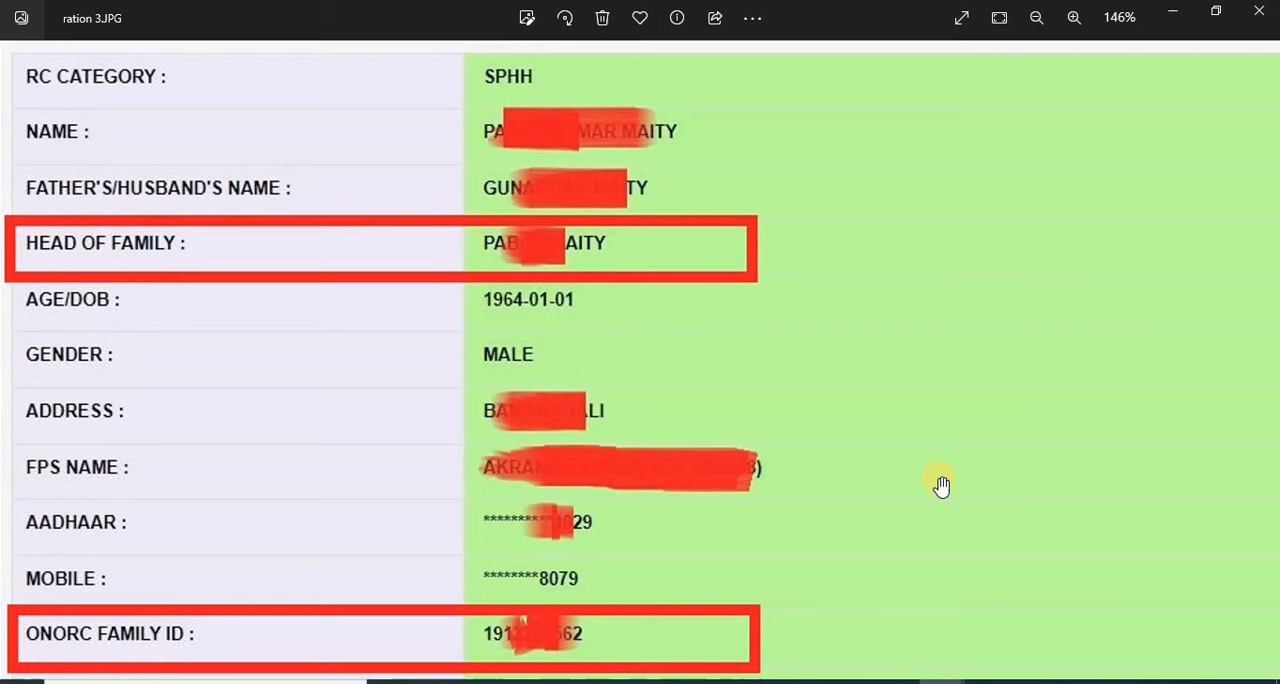 ration 3.JPG
146%
RC CATEGORY : SPHH
NAME : MAITY
FATHER'S/HUSBAND'S NAME :
HEAD OF FAMILY :
AGE/DOB : 1964-01-01
GENDER : MALE
ADDRESS :
FPS NAME :
AADHAAR :
MOBILE : ********8079
ONORC FAMILY ID :